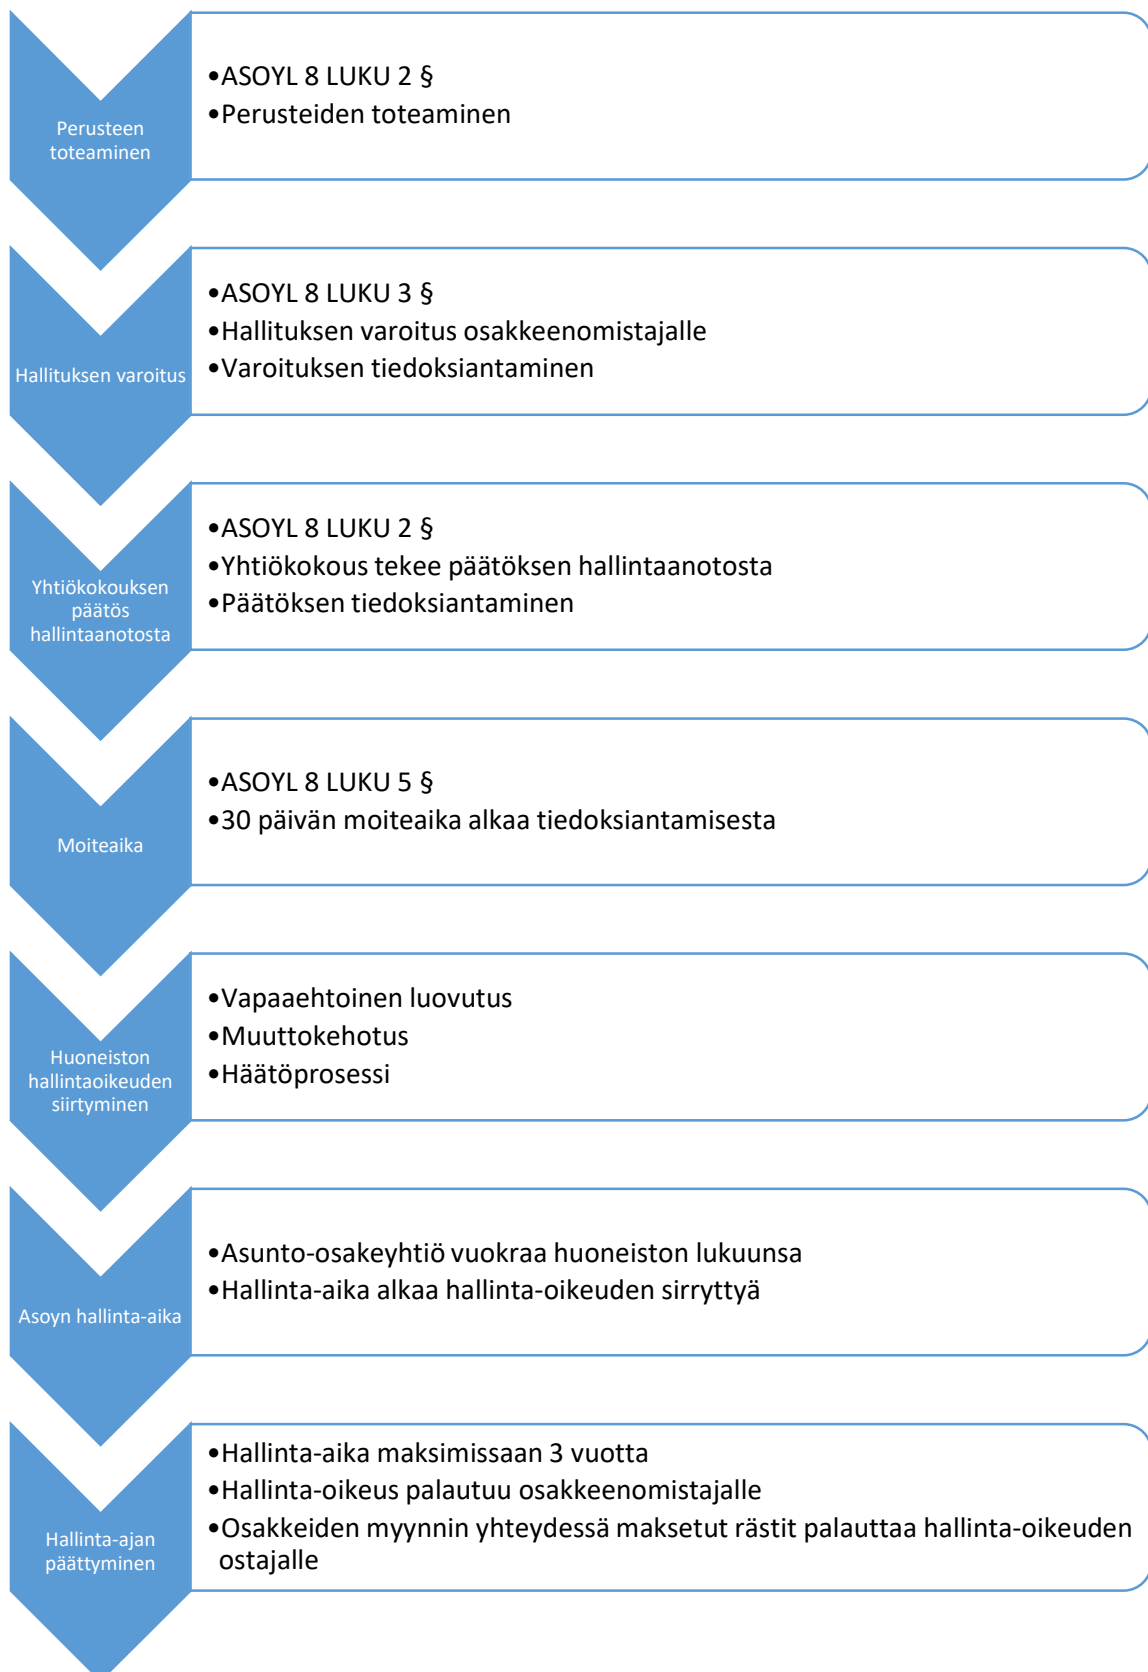 Perusteen
toteaminen
•ASOYL 8 LUKU 2 §
•Perusteiden toteaminen
Hallituksen varoitus
•ASOYL 8 LUKU 3 §
•Hallituksen varoitus osakkeenomistajalle
•Varoituksen tiedoksiantaminen
Yhtiökokouksen
päätös
hallintaanotosta
•ASOYL 8 LUKU 2 §
•Yhtiökokous tekee päätöksen hallintaanotosta
•Päätöksen tiedoksiantaminen
Moiteaika
•ASOYL 8 LUKU 5 §
•30 päivän moiteaika alkaa tiedoksiantamisesta
Huoneiston
hallintaoikeuden
siirtyminen
•Vapaaehtoinen luovutus
•Muuttokehotus
•Häätöprosessi
Asoyn hallinta-aika
•Asunto-osakeyhtiö vuokraa huoneiston lukuunsa
•Hallinta-aika alkaa hallinta-oikeuden sirryttyä
Hallinta-ajan
päättyminen
•Hallinta-aika maksimissaan 3 vuotta
•Hallinta-oikeus palautuu osakkeenomistajalle
•Osakkeiden myynnin yhteydessä maksetut rästit palauttaa hallinta-oikeuden
ostajalle